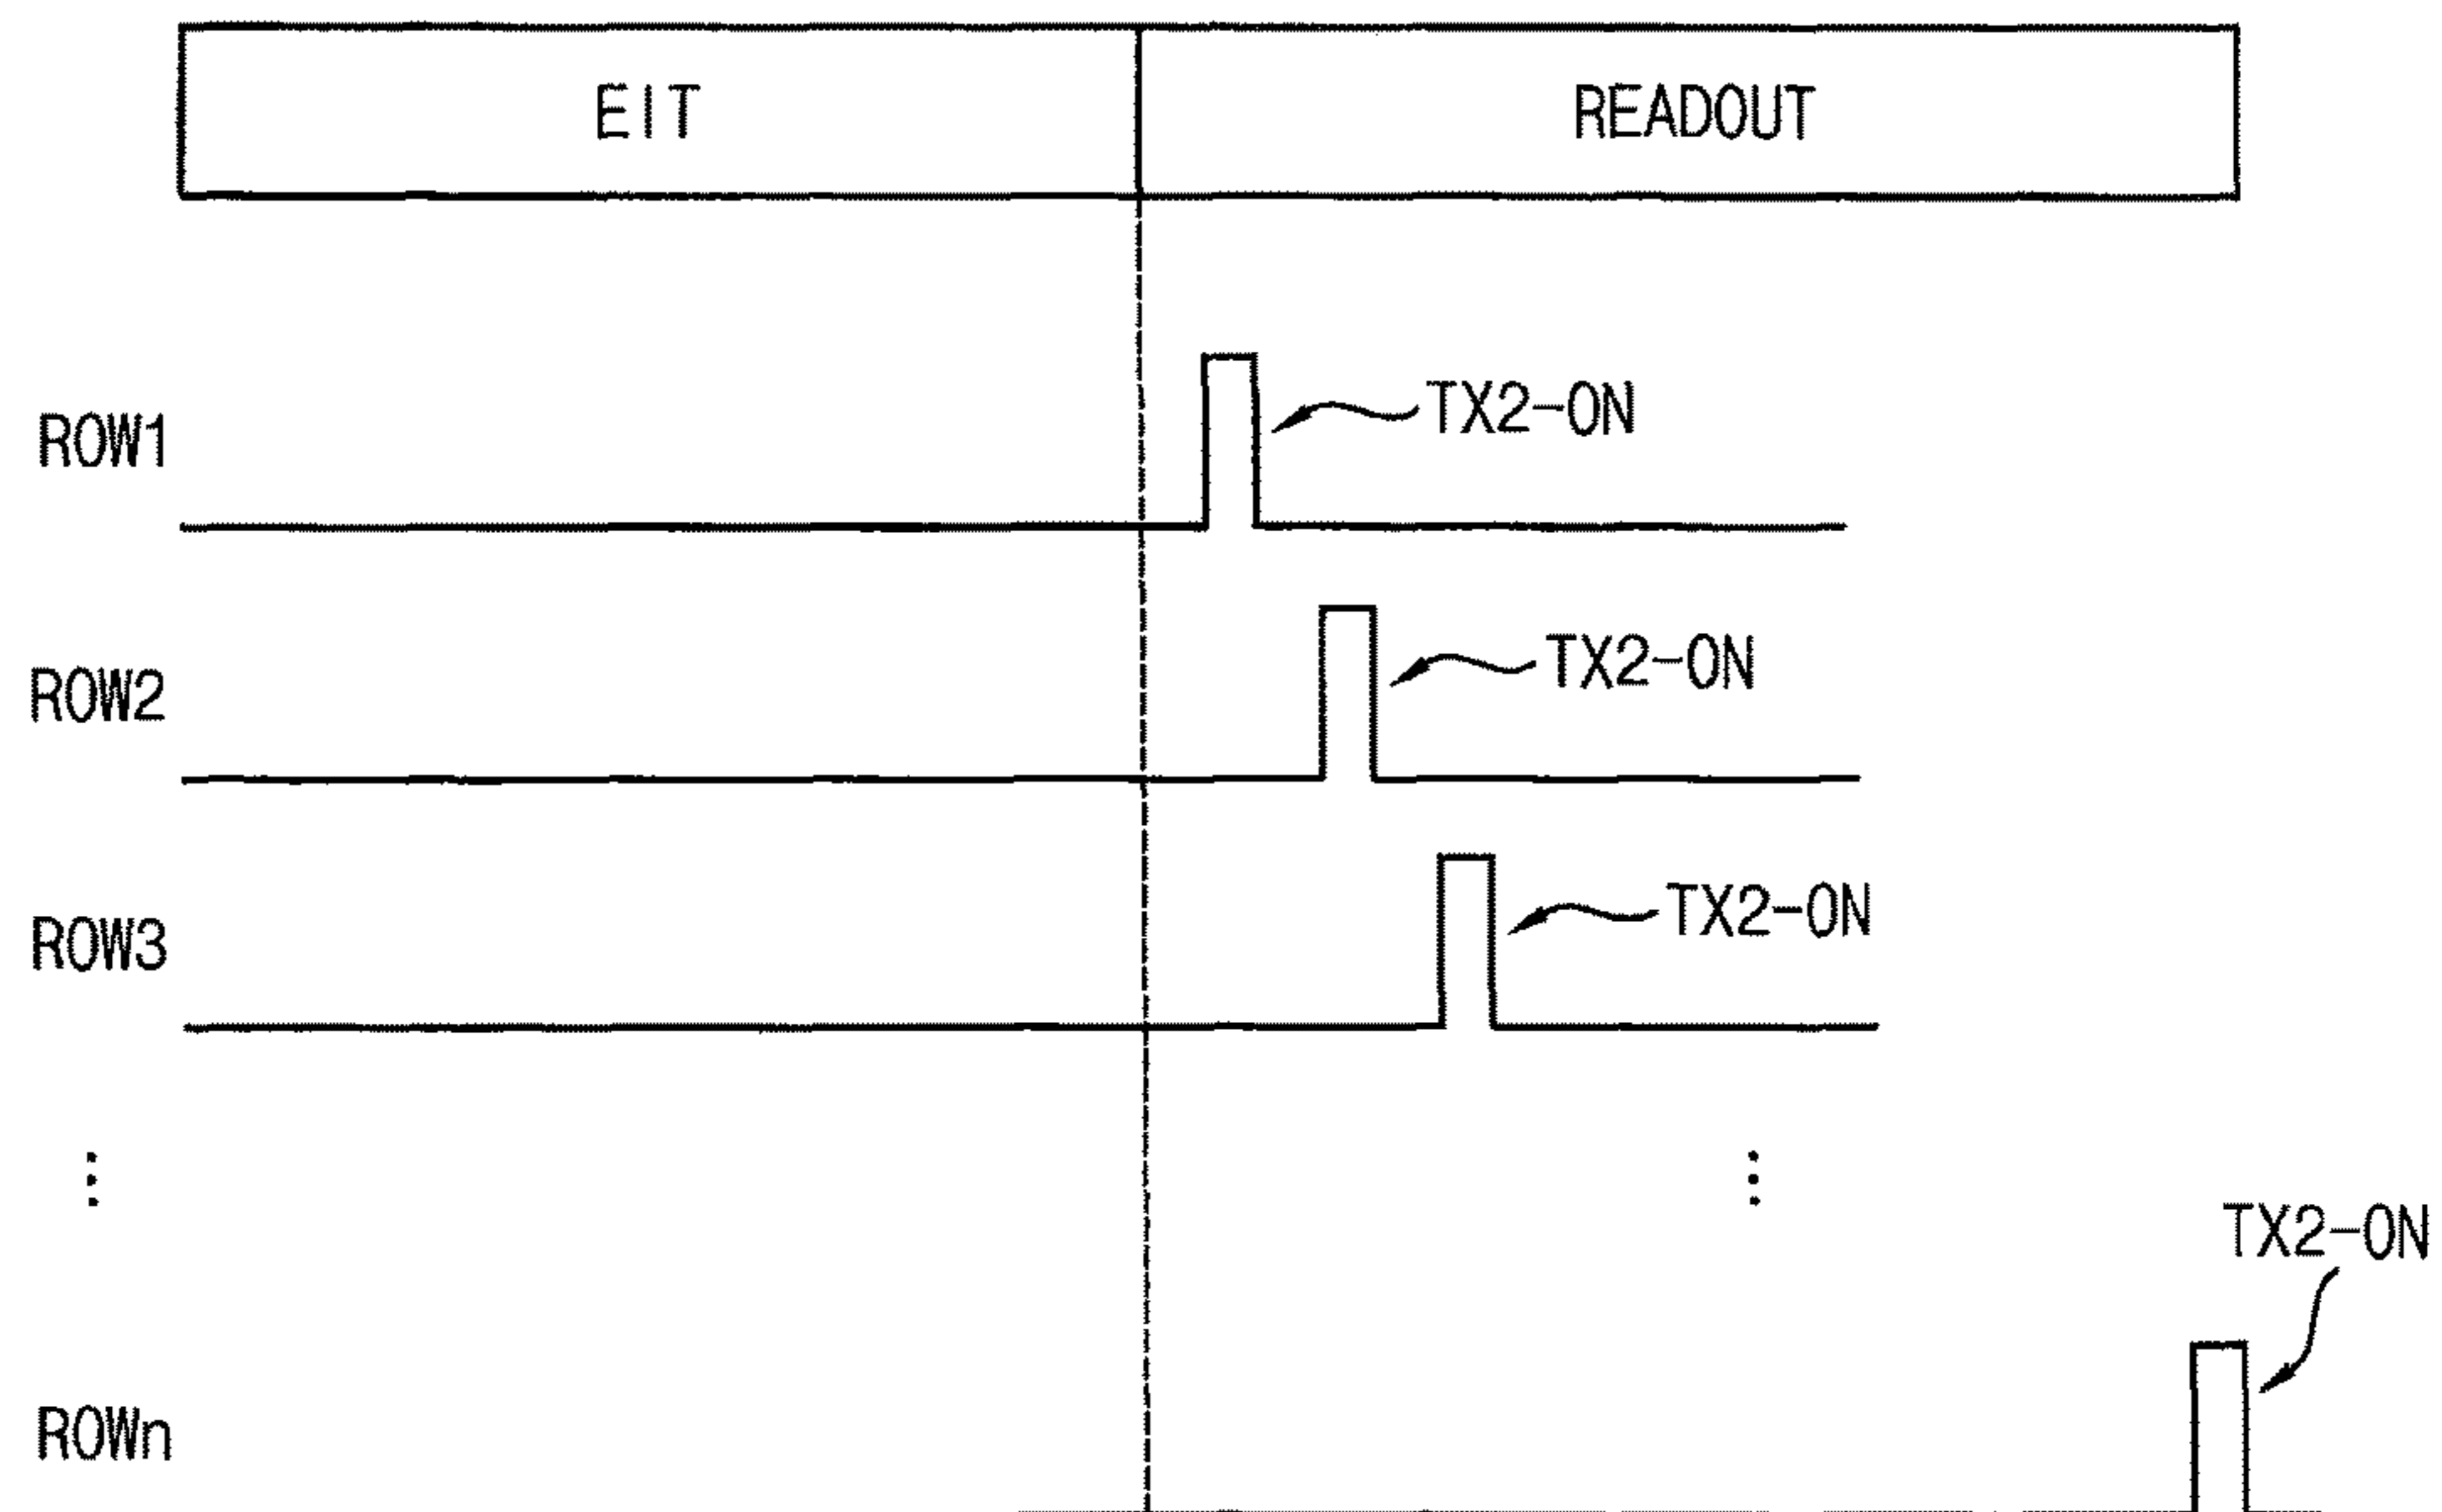 EIT
READOUT
ROW1
TX2-ON
ROW2
TX2-ON
ROW3
TX2-ON
⋮
⋮
TX2-ON
ROWn